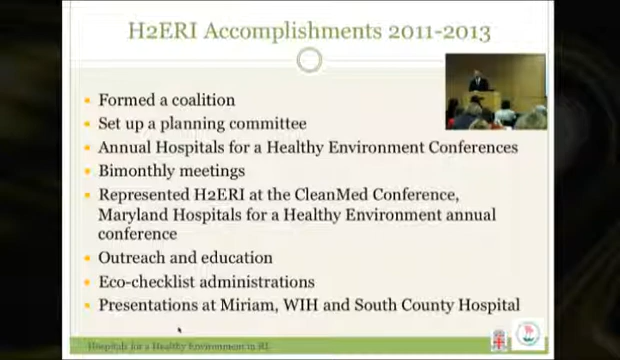 H2ERI Accomplishments 2011-2013
Formed a coalition
Set up a planning committee
Annual Hospitals for a Healthy Environment Conferences
Bimonthly meetings
Represented H2ERI at the CleanMed Conference,
Maryland Hospitals for a Healthy Environment annual
conference
Outreach and education
Eco-checklist administrations
Presentations at Miriam, WIH and South County Hospital
Hospitals for a Healthy Environment in RI